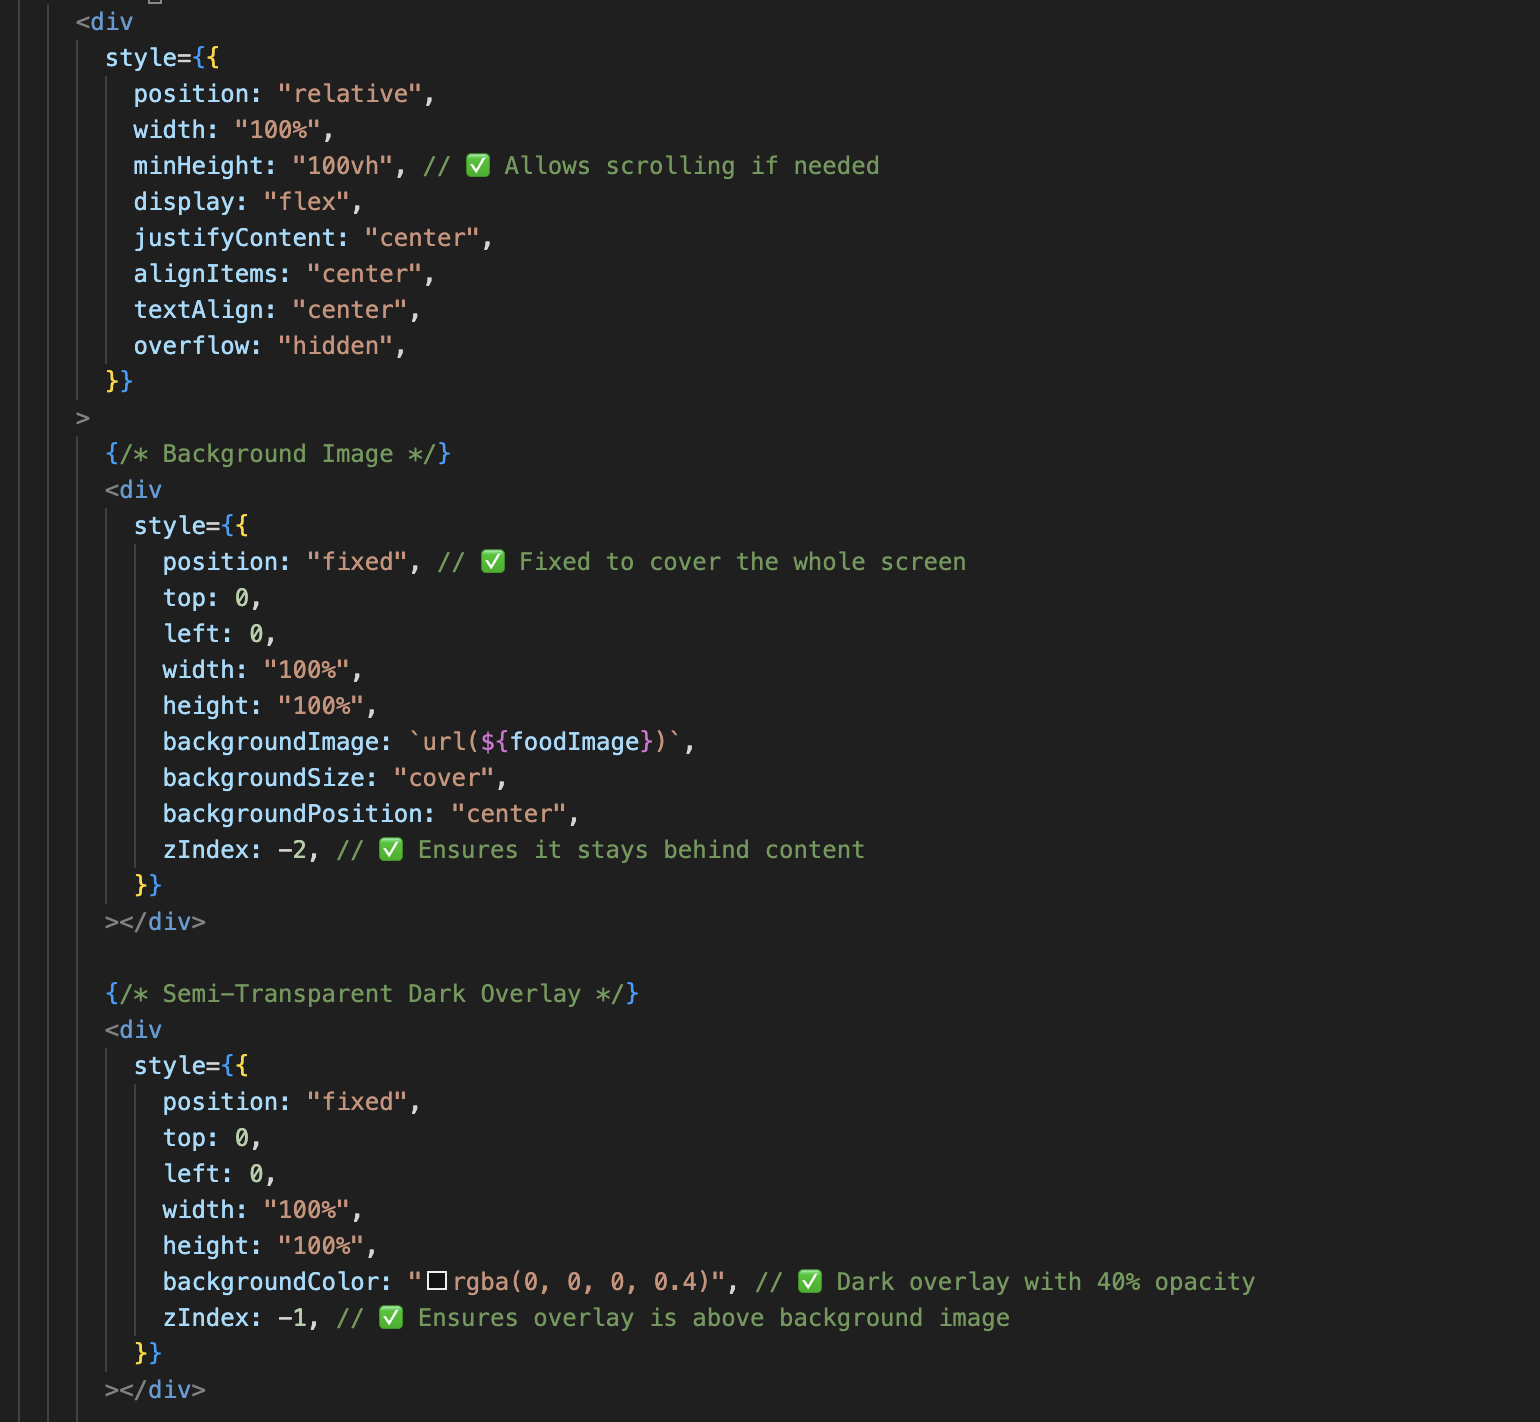 <div
style={{
position: "relative",
width: "100%",
minHeight: "100vh", // ✅ Allows scrolling if needed
display: "flex",
justifyContent: "center",
alignItems: "center",
textAlign: "center",
overflow: "hidden",
}}
>
{/* Background Image */}
<div
style={{
position: "fixed", // ✅ Fixed to cover the whole screen
top: 0,
left: 0,
width: "100%",
height: "100%",
backgroundImage: `url(${foodImage})`,
backgroundSize: "cover",
backgroundPosition: "center",
zIndex: -2, // ✅ Ensures it stays behind content
}}
></div>
{/* Semi-Transparent Dark Overlay */}
<div
style={{
position: "fixed",
top: 0,
left: 0,
width: "100%",
height: "100%",
backgroundColor: "rgba(0, 0, 0, 0.4)", // ✅ Dark overlay with 40% opacity
zIndex: -1, // ✅ Ensures overlay is above background image
}}
></div>